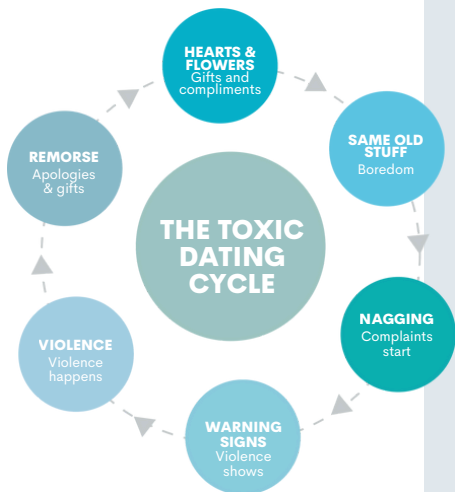 HEARTS &
FLOWERS
Gifts and
compliments
SAME OLD
STUFF
Boredom
NAGGING
Complaints
start
WARNING
SIGNS
Violence
shows
VIOLENCE
Violence
happens
REMORSE
Apologies
& gifts
THE TOXIC
DATING
CYCLE